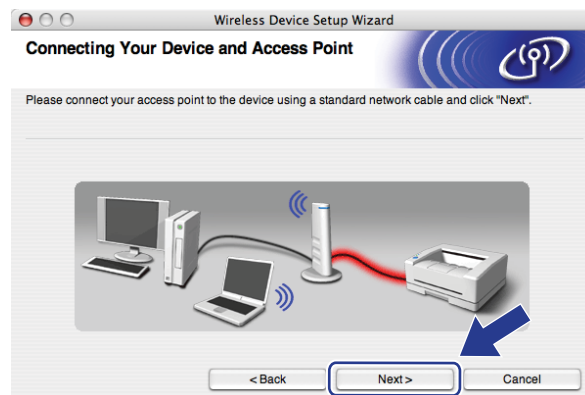 Wireless Device Setup Wizard
Connecting Your Device and Access Point
Please connect your access point to the device using a standard network cable and click "Next".
< Back Next > Cancel